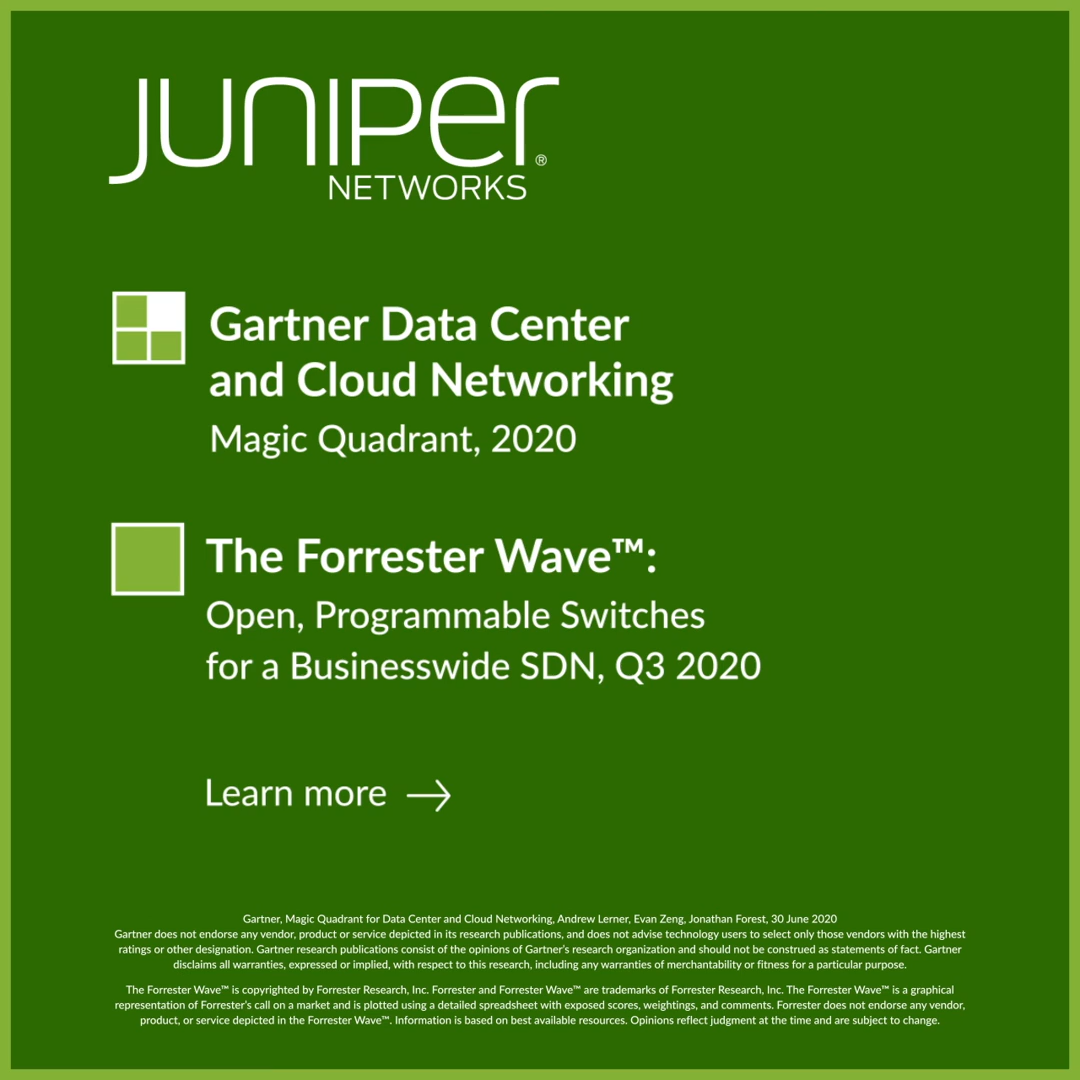 JUNIPEr®
NETWORKS
Gartner Data Center
and Cloud Networking
Magic Quadrant, 2020
The Forrester Wave™:
Open, Programmable Switches
for a Businesswide SDN, Q3 2020
Learn more →
Gartner, Magic Quadrant for Data Center and Cloud Networking, Andrew Lerner, Evan Zeng, Jonathan Forest, 30 June 2020
Gartner does not endorse any vendor, product or service depicted in its research publications, and does not advise technology users to select only those vendors with the highest
ratings or other designation. Gartner research publications consist of the opinions of Gartner's research organization and should not be construed as statements of fact. Gartner
disclaims all warranties, expressed or implied, with respect to this research, including any warranties of merchantability or fitness for a particular purpose.
The Forrester Wave™ is copyrighted by Forrester Research, Inc. Forrester and Forrester Wave™ are trademarks of Forrester Research, Inc. The Forrester Wave™ is a graphical
representation of Forrester's call on a market and is plotted using a detailed spreadsheet with exposed scores, weightings, and comments. Forrester does not endorse any vendor,
product, or service depicted in the Forrester Wave™. Information is based on best available resources. Opinions reflect judgment at the time and are subject to change.